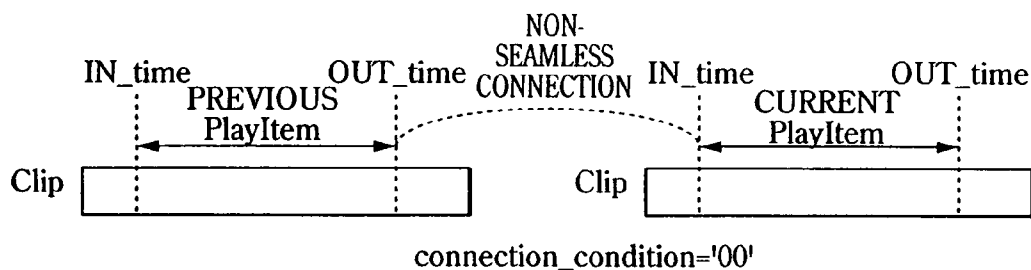 NON-
SEAMLESS
CONNECTION
IN_time
OUT_time
IN_time
OUT_time
PREVIOUS
PlayItem
CURRENT
PlayItem
Clip
Clip
connection_condition='00'